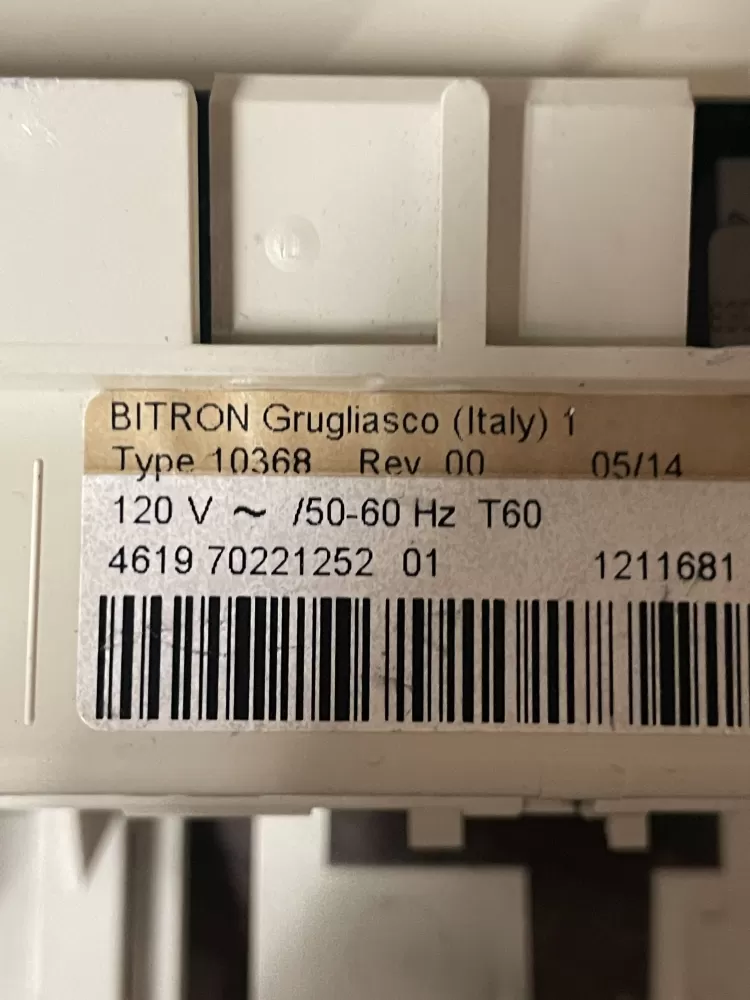 BITRON Grugliasco (Italy) 1
Type 10368 Rev 00 05/14
120 V ~ /50-60 Hz T60
4619 70221252 01 1211681